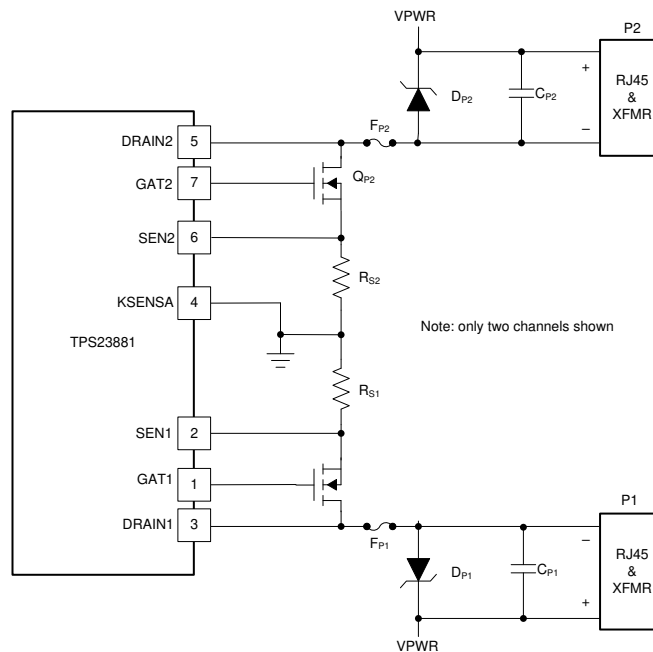 VPWR
P2
+
RJ45
&
XFMR
–
DP2
CP2
FP2
DRAIN2
5
GAT2
7
QP2
SEN2
6
RS2
KSENSA
4
Note: only two channels shown
TPS23881
RS1
SEN1
2
GAT1
1
DRAIN1
3
FP1
P1
–
RJ45
&
XFMR
+
DP1
CP1
VPWR